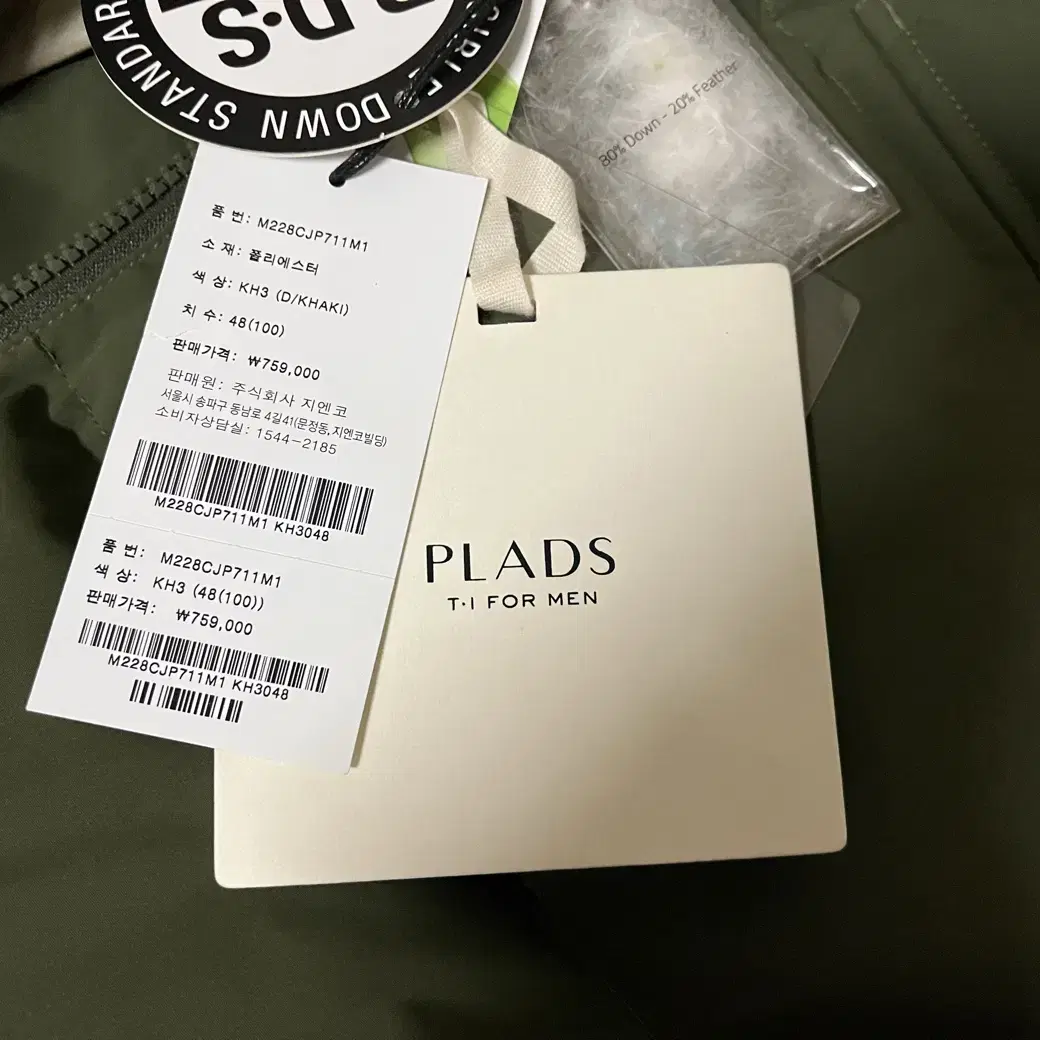 R·D·S
DOWN STANDAR
80% Down - 20% Feather
품 번: M228CJP711M1
소 재: 폴리에스터
색 상: KH3 (D/KHAKI)
치 수: 48(100)
판매가격: ₩759,000
판매원: 주식회사 지엔코
서울시 송파구 동남로 4길41(문정동, 지엔코빌딩)
소비자상담실: 1544-2185
M228CJP711M1 KH3048
품 번: M228CJP711M1
색 상: KH3 (48(100))
판매가격: ₩759,000
M228CJP711M1 KH3048
PLADS
T·I FOR MEN